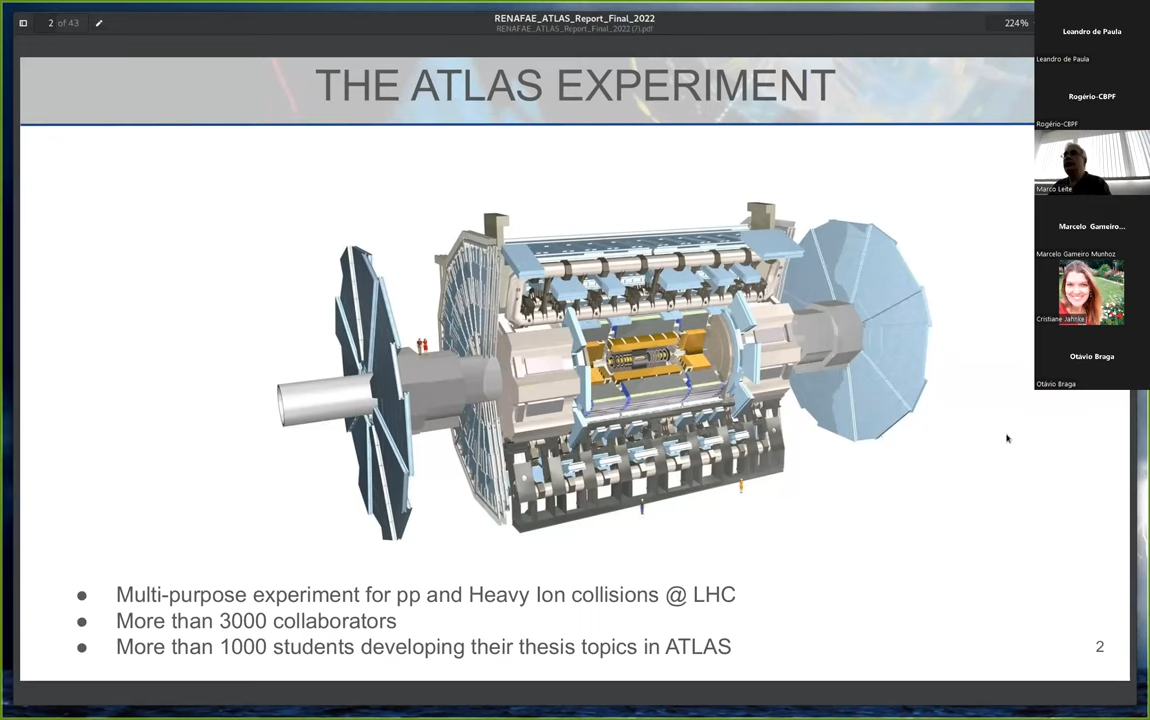 2 of 43
RENAFAE_ATLAS_Report_Final_2022
RENAFAE_ATLAS_Report_Final_2022 (7).pdf
224%
THE ATLAS EXPERIMENT
● Multi-purpose experiment for pp and Heavy Ion collisions @ LHC
● More than 3000 collaborators
● More than 1000 students developing their thesis topics in ATLAS
2
Leandro de Paula
Leandro de Paula
Rogério-CBPF
Rogério-CBPF
Marco Leite
Marcelo Gameiro...
Marcelo Gameiro Munhoz
Cristiane Jahnke
Otávio Braga
Otávio Braga